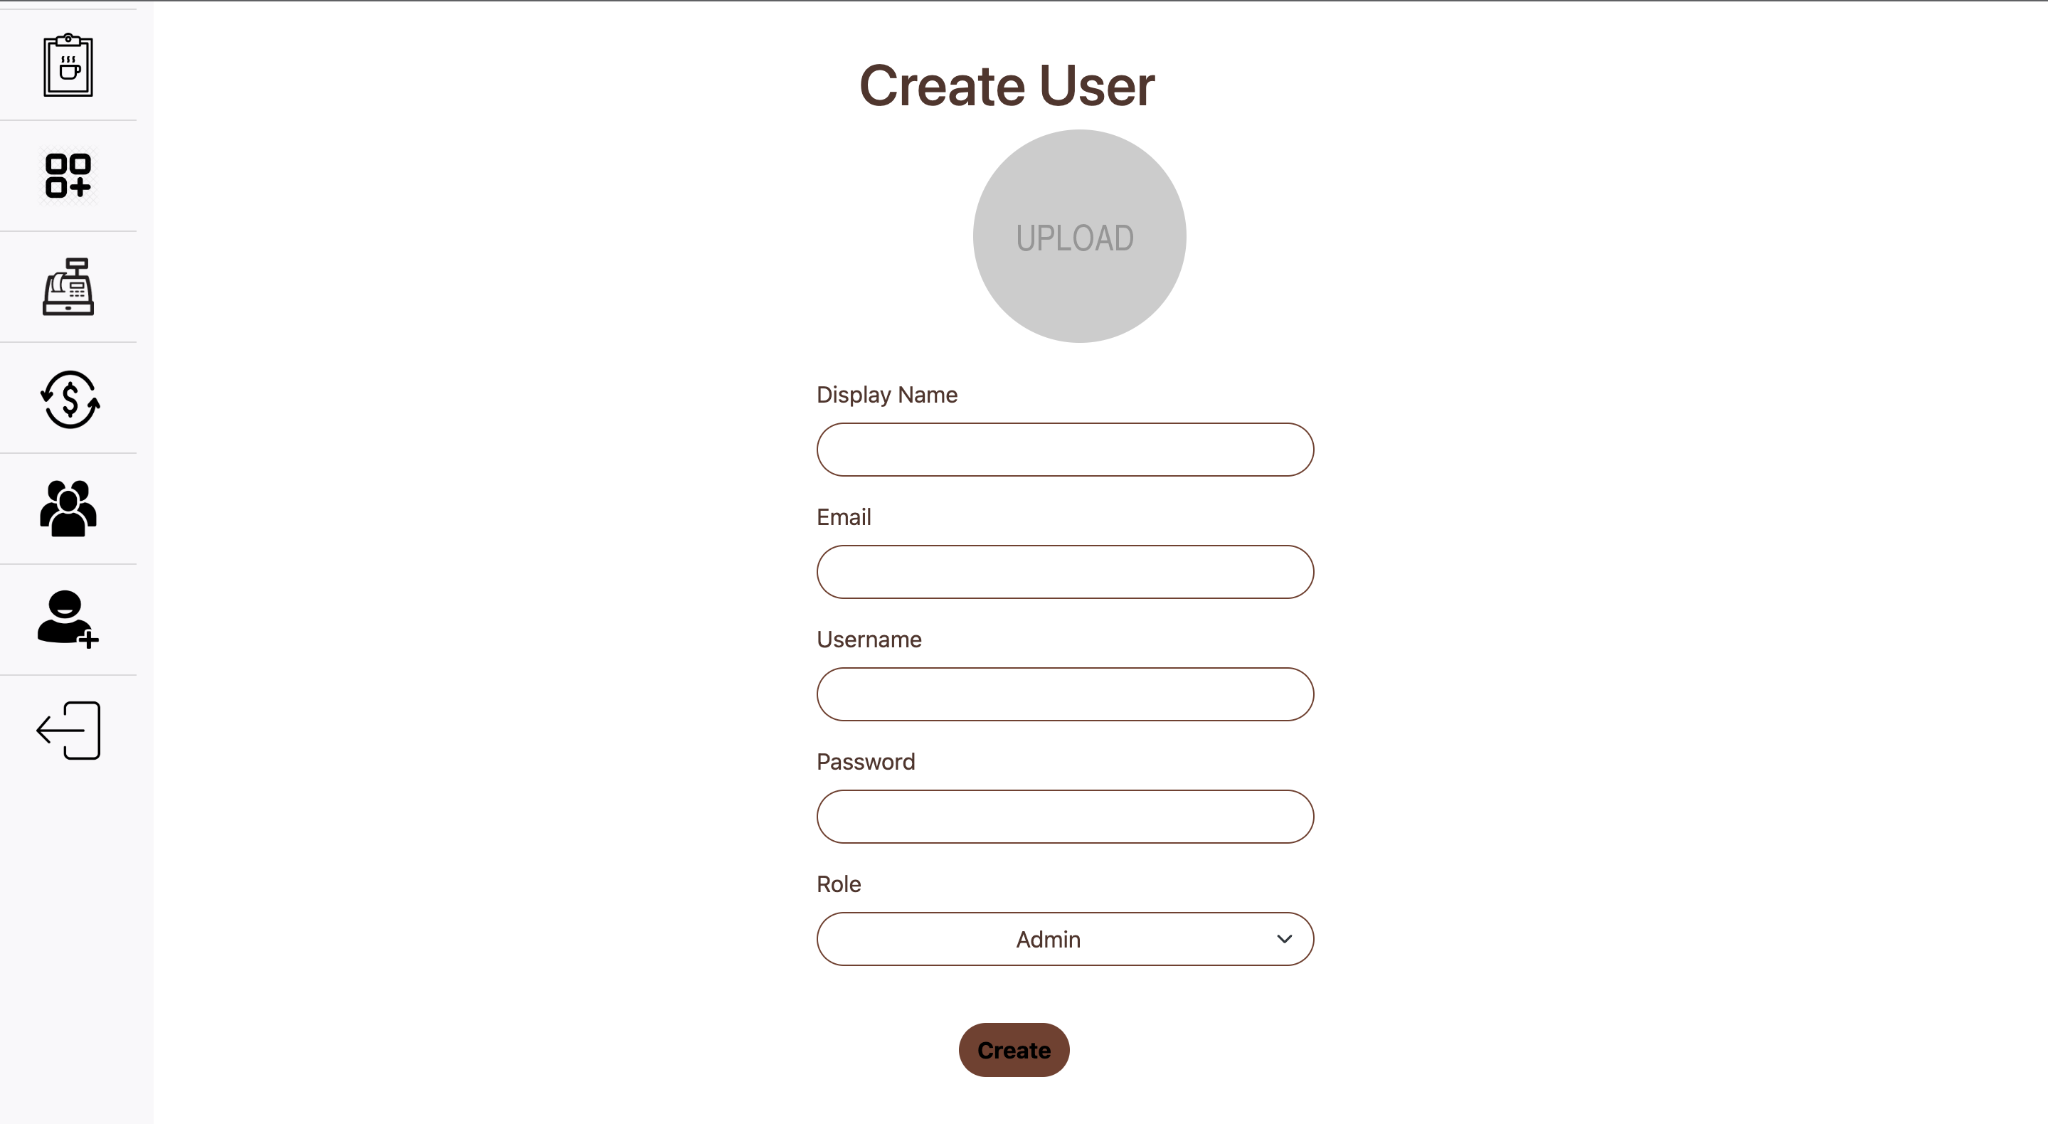 Create User
UPLOAD
Display Name
Email
Username
Password
Role
Admin
Create